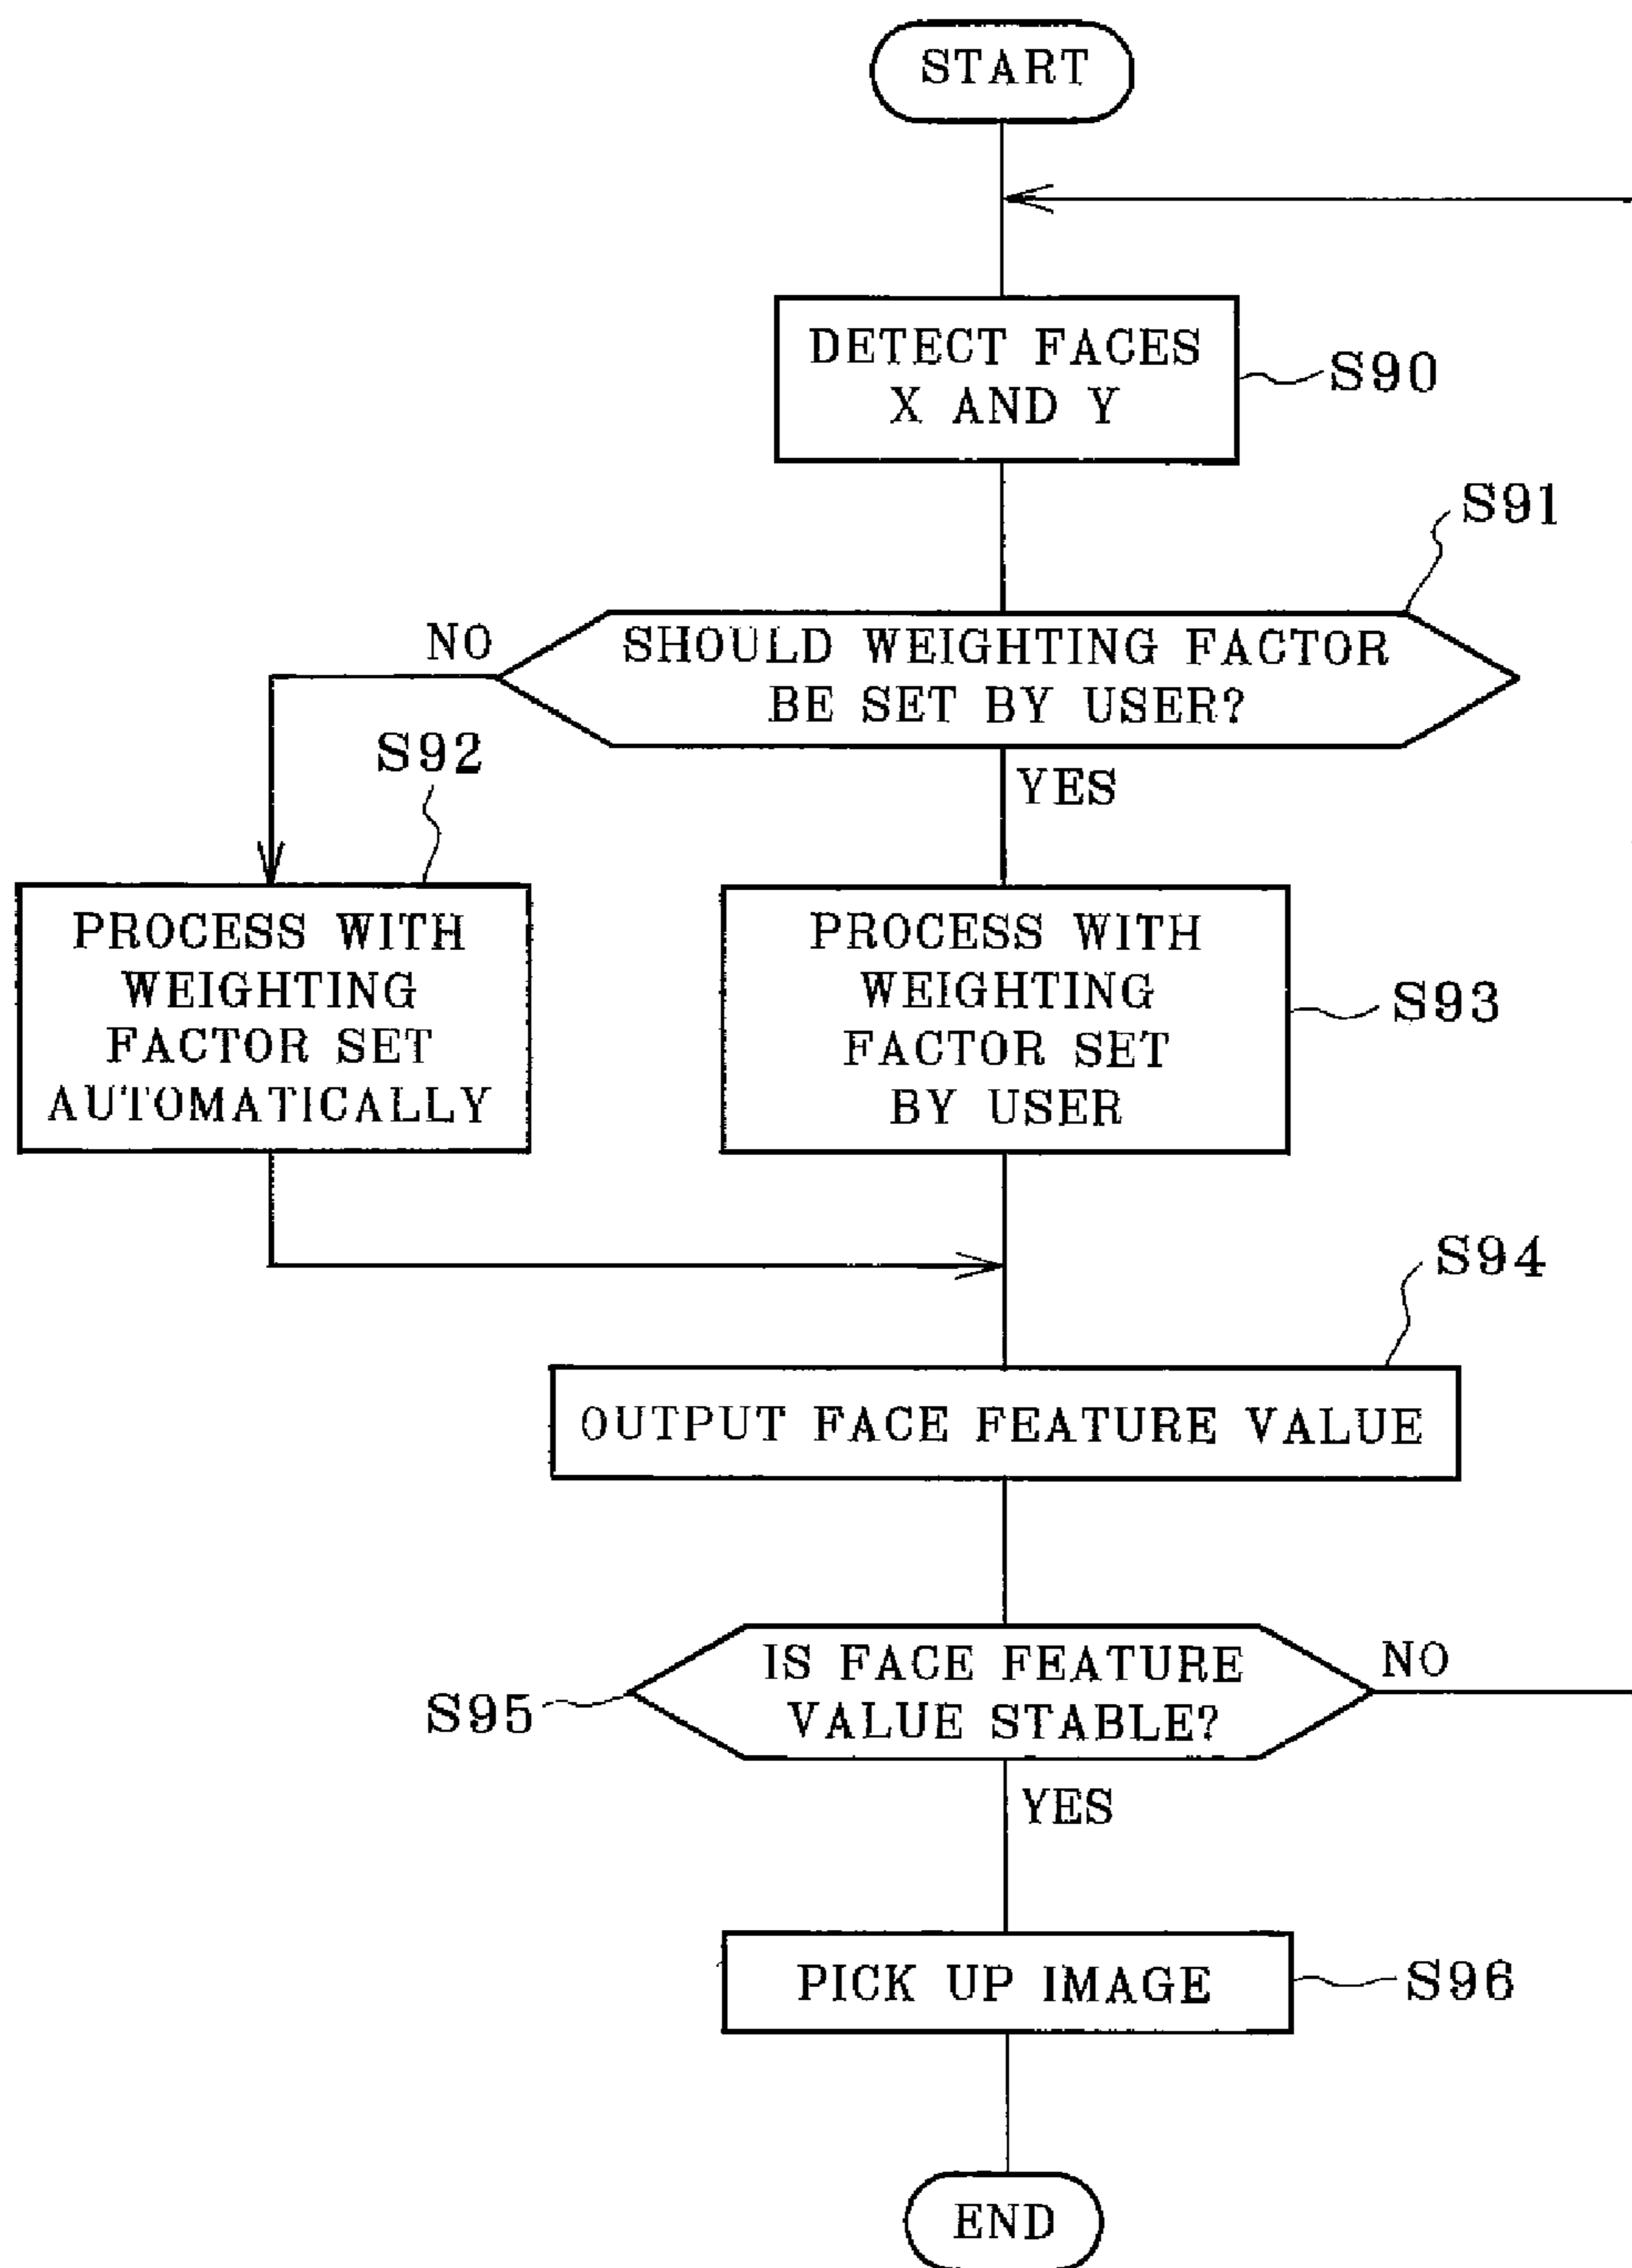 START
DETECT FACES
X AND Y
S90
S91
NO
SHOULD WEIGHTING FACTOR
BE SET BY USER?
YES
S92
PROCESS WITH
WEIGHTING
FACTOR SET
AUTOMATICALLY
PROCESS WITH
WEIGHTING
FACTOR SET
BY USER
S93
S94
OUTPUT FACE FEATURE VALUE
IS FACE FEATURE
VALUE STABLE?
NO
S95
YES
PICK UP IMAGE
S96
END